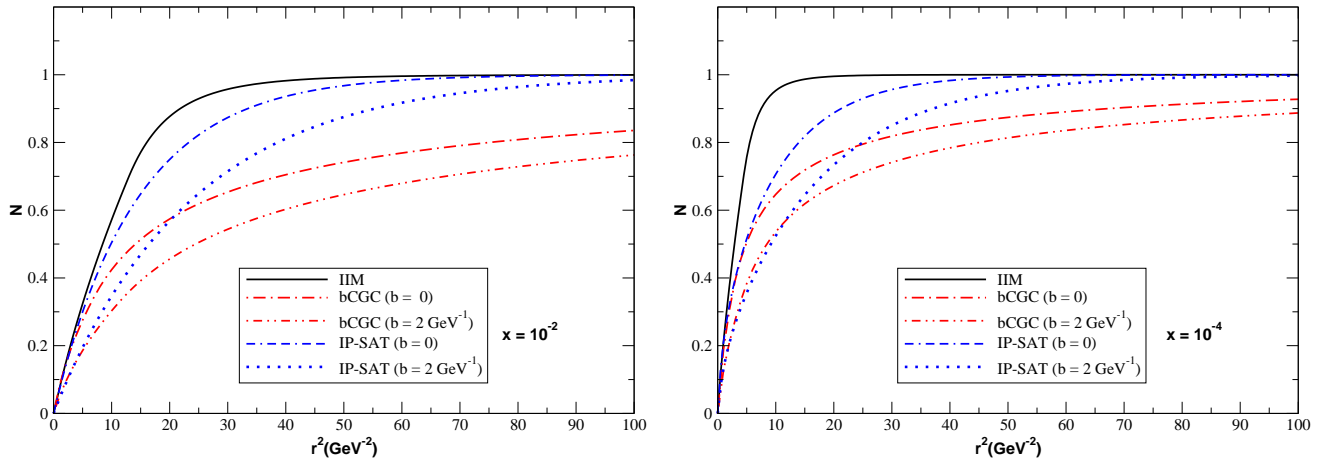 1
0.8
0.6
0.4
0.2
0
N
IIM
bCGC (b = 0)
bCGC (b = 2 GeV⁻¹)
IP-SAT (b = 0)
IP-SAT (b = 2 GeV⁻¹)
x = 10⁻²
0 10 20 30 40 50 60 70 80 90 100
r²(GeV⁻²)
1
0.8
0.6
0.4
0.2
0
N
IIM
bCGC (b = 0)
bCGC (b = 2 GeV⁻¹)
IP-SAT (b = 0)
IP-SAT (b = 2 GeV⁻¹)
x = 10⁻⁴
0 10 20 30 40 50 60 70 80 90 100
r²(GeV⁻²)